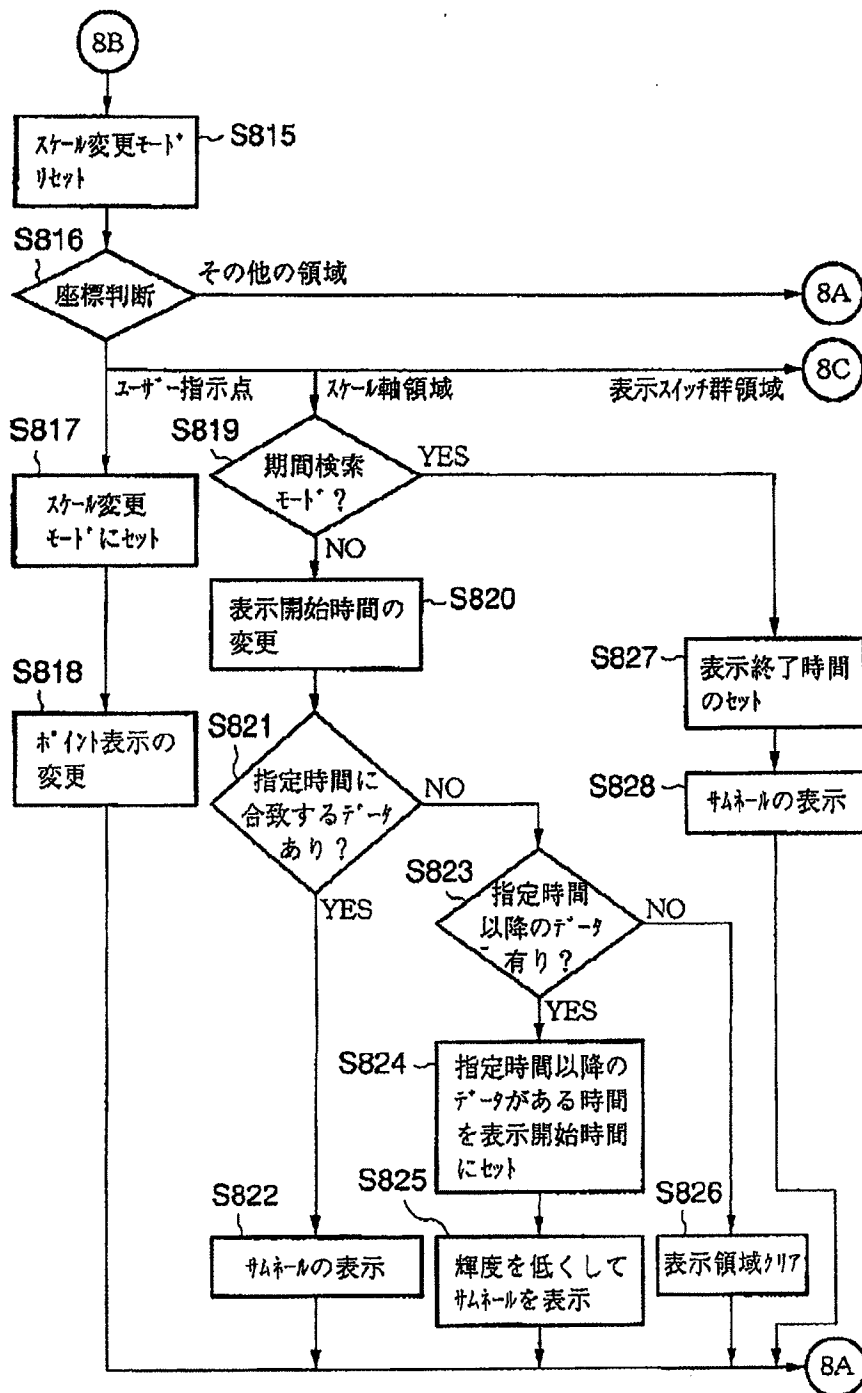 8B
スケール変更モード
リセット
S815
S816
座標判断
その他の領域
8A
8C
ユーザー指示点
スケール軸領域
表示スイッチ群領域
S817
スケール変更
モードにセット
S819
期間検索
モード?
YES
NO
表示開始時間の
変更
S820
S818
ポイント表示の
変更
S821
指定時間に
合致するデータ
あり?
NO
YES
S827
表示終了時間
のセット
S828
サムネールの表示
S823
指定時間
以降のデータ
有り?
NO
YES
S824
指定時間以降の
データがある時間
を表示開始時間
にセット
S822
サムネールの表示
S825
輝度を低くして
サムネールを表示
S826
表示領域クリア
8A